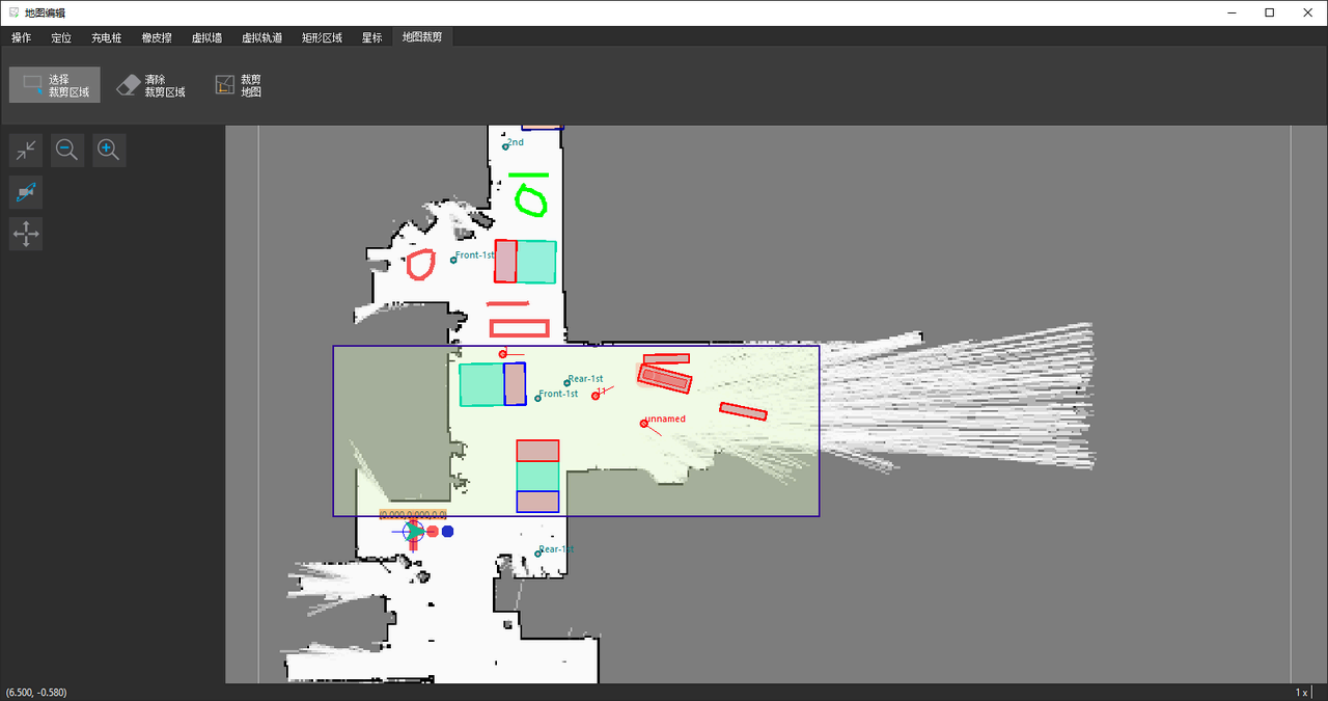 地图编辑
操作 定位 充电桩 橡皮擦 虚拟墙 虚拟轨道 矩形区域 星标 地图裁剪
选择
裁剪区域
清除
裁剪区域
裁剪
地图
2nd
Front-1st
Rear-1st
Front-1st
11
unnamed
(0.000,0.000,0.0)
Rear-1st
(6.500, -0.580)
1 x